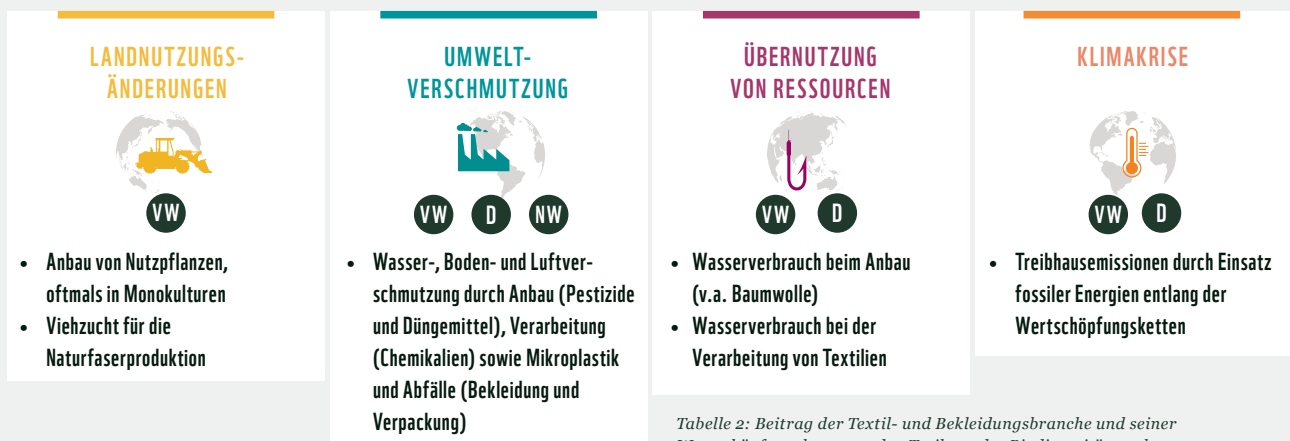 LANDNUTZUNGS-
ÄNDERUNGEN
VW
• Anbau von Nutzpflanzen,
oftmals in Monokulturen
• Viehzucht für die
Naturfaserproduktion
UMWELT-
VERSCHMUTZUNG
VW D NW
• Wasser-, Boden- und Luftver-
schmutzung durch Anbau (Pestizide
und Düngemittel), Verarbeitung
(Chemikalien) sowie Mikroplastik
und Abfälle (Bekleidung und
Verpackung)
ÜBERNUTZUNG
VON RESSOURCEN
VW D
• Wasserverbrauch beim Anbau
(v.a. Baumwolle)
• Wasserverbrauch bei der
Verarbeitung von Textilien
KLIMAKRISE
VW D
• Treibhausemissionen durch Einsatz
fossiler Energien entlang der
Wertschöpfungsketten
Tabelle 2: Beitrag der Textil- und Bekleidungsbranche und seiner